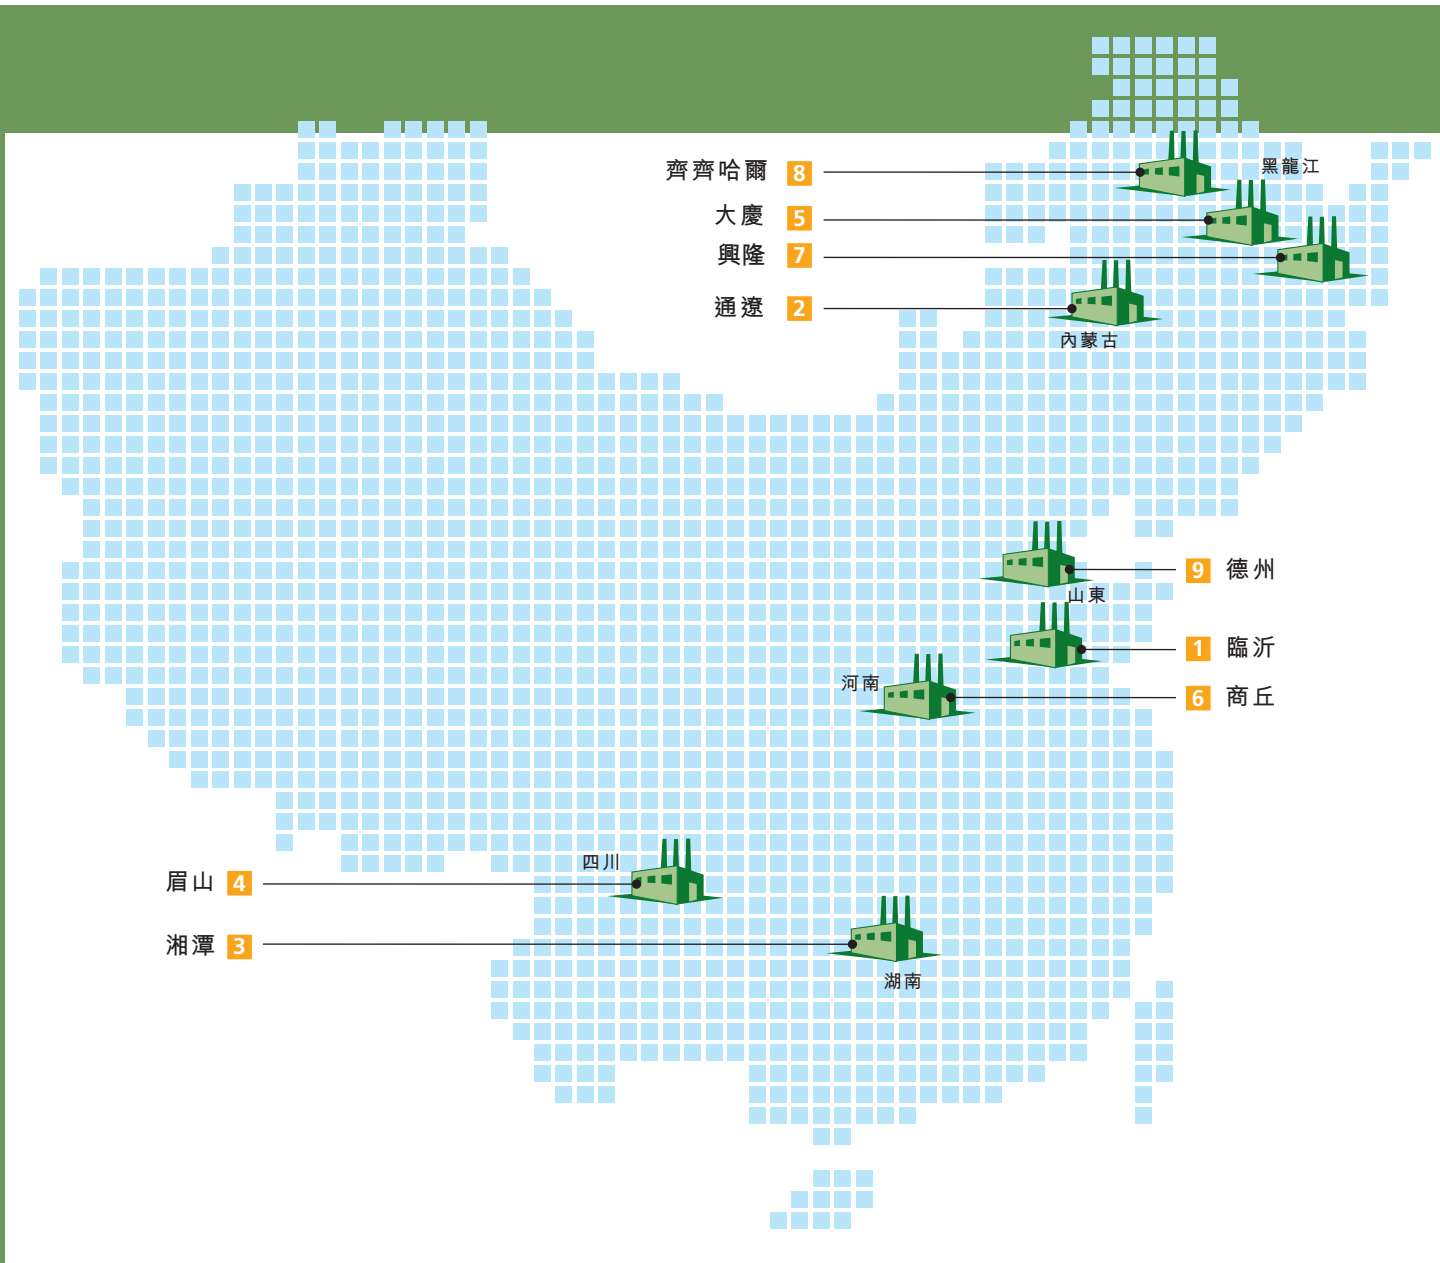 齊齊哈爾 8
黑龍江
大慶 5
興隆 7
通遼 2
內蒙古
9 德州
山東
1 臨沂
河南
6 商丘
四川
眉山 4
湘潭 3
湖南